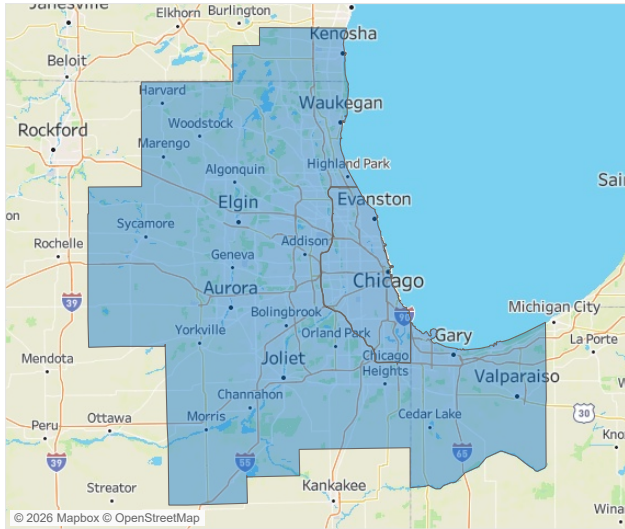 Janesville
Elkhorn
Burlington
Kenosha
Beloit
Harvard
Waukegan
Woodstock
Rockford
Marengo
Highland Park
Algonquin
Sai
Elgin
Evanston
on
Sycamore
Addison
Rochelle
Geneva
Chicago
Aurora
39
Michigan City
Bolingbrook
90
Yorkville
Orland Park
Gary
La Porte
Mendota
Joliet
Chicago
Heights
Valparaiso
Channahon
Morris
Cedar Lake
30
Ottawa
Peru
Kno
39
55
65
Streator
Kankakee
Wina
© 2026 Mapbox © OpenStreetMap